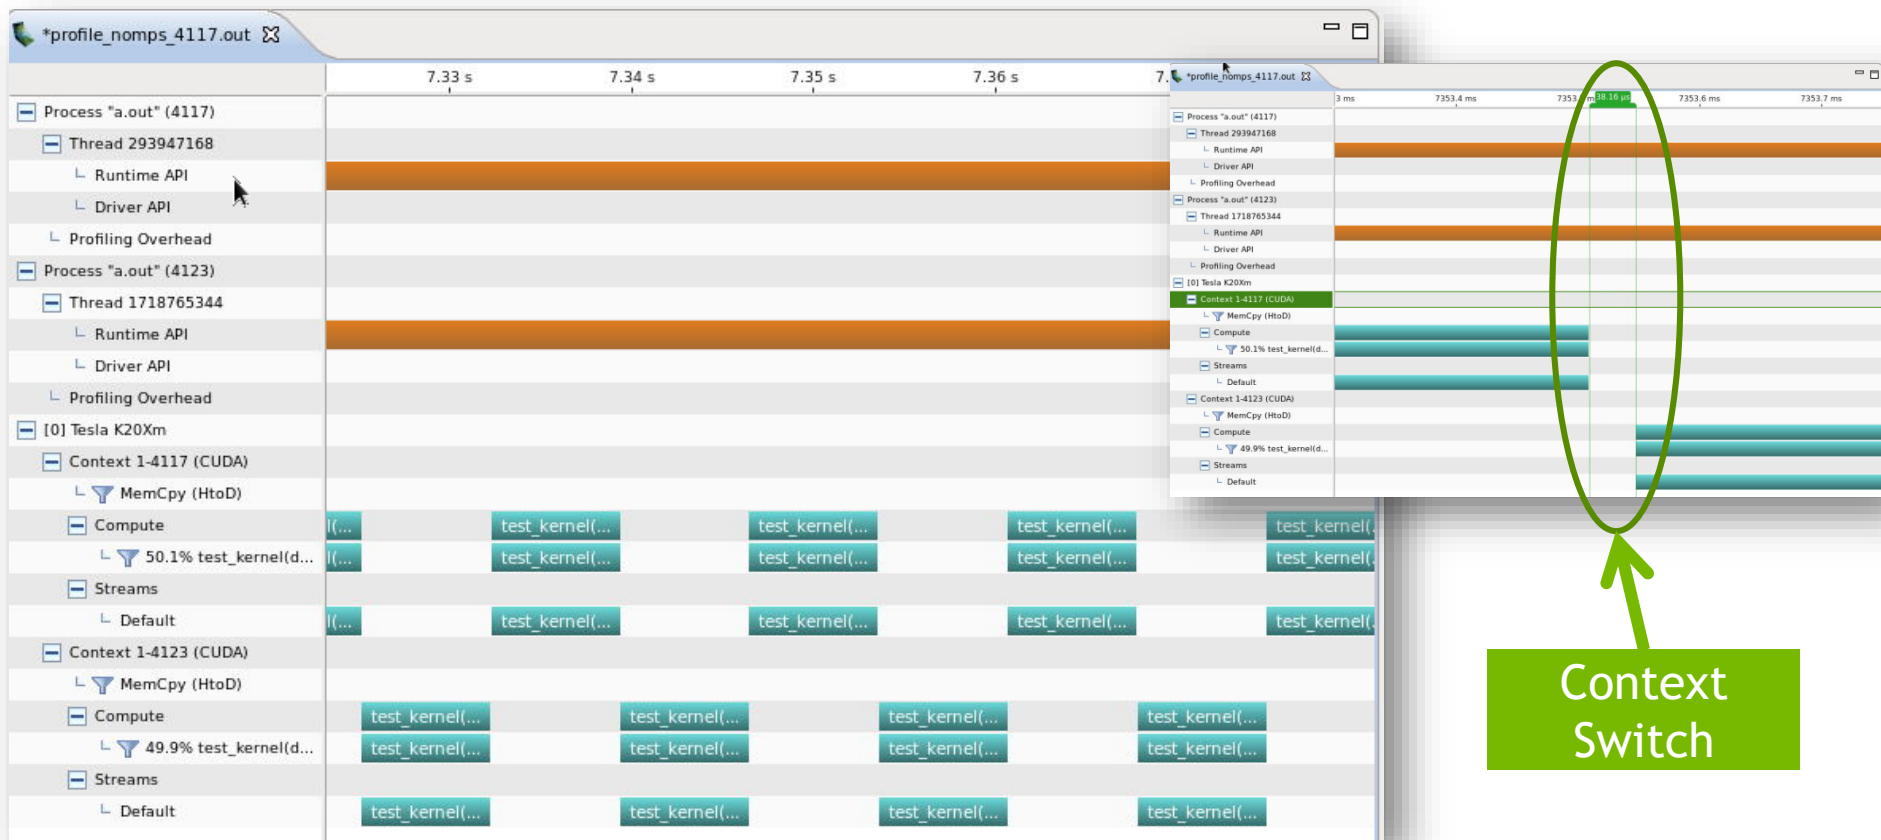 *profile_nomps_4117.out
7.33 s 7.34 s 7.35 s 7.36 s 7.
Process "a.out" (4117)
Thread 293947168
Runtime API
Driver API
Profiling Overhead
Process "a.out" (4123)
Thread 1718765344
Runtime API
Driver API
Profiling Overhead
[0] Tesla K20Xm
Context 1-4117 (CUDA)
MemCpy (HtoD)
Compute l(... test_kernel(... test_kernel(... test_kernel(... test_kernel(.
50.1% test_kernel(d... l(... test_kernel(... test_kernel(... test_kernel(... test_kernel(.
Streams
Default l(... test_kernel(... test_kernel(... test_kernel(... test_kernel(.
Context 1-4123 (CUDA)
MemCpy (HtoD)
Compute test_kernel(... test_kernel(... test_kernel(... test_kernel(...
49.9% test_kernel(d... test_kernel(... test_kernel(... test_kernel(... test_kernel(...
Streams
Default test_kernel(... test_kernel(... test_kernel(... test_kernel(...
*profile_nomps_4117.out
3 ms 7353.4 ms 7353. m 38.16 µs 7353.6 ms 7353.7 ms
Process "a.out" (4117)
Thread 293947168
Runtime API
Driver API
Profiling Overhead
Process "a.out" (4123)
Thread 1718765344
Runtime API
Driver API
Profiling Overhead
[0] Tesla K20Xm
Context 1-4117 (CUDA)
MemCpy (HtoD)
Compute
50.1% test_kernel(d...
Streams
Default
Context 1-4123 (CUDA)
MemCpy (HtoD)
Compute
49.9% test_kernel(d...
Streams
Default
Context
Switch